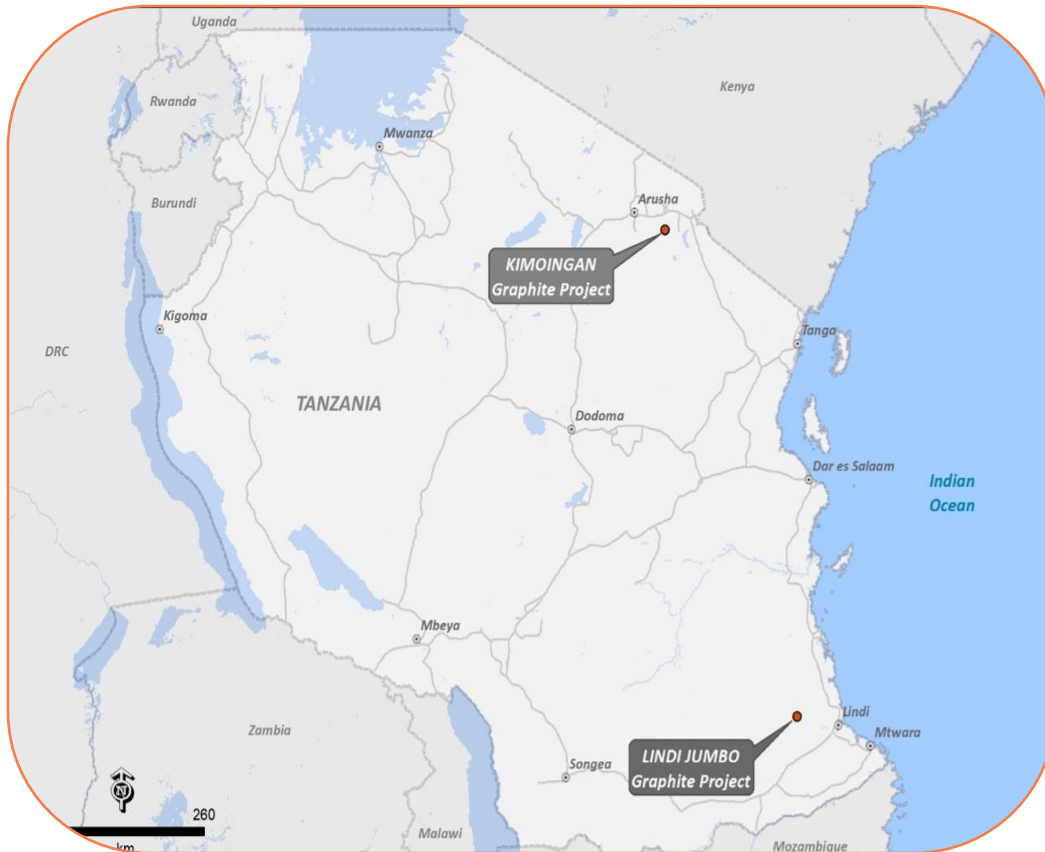 Uganda
Kenya
Rwanda
Mwanza
Burundi
Arusha
KIMOINGAN
Graphite Project
Kigoma
Tanga
DRC
TANZANIA
Dodoma
Dar es Salaam
Indian
Ocean
Mbeya
Lindi
Mtwara
Zambia
LINDI JUMBO
Graphite Project
Songea
N
260
km
Malawi
Mozambique